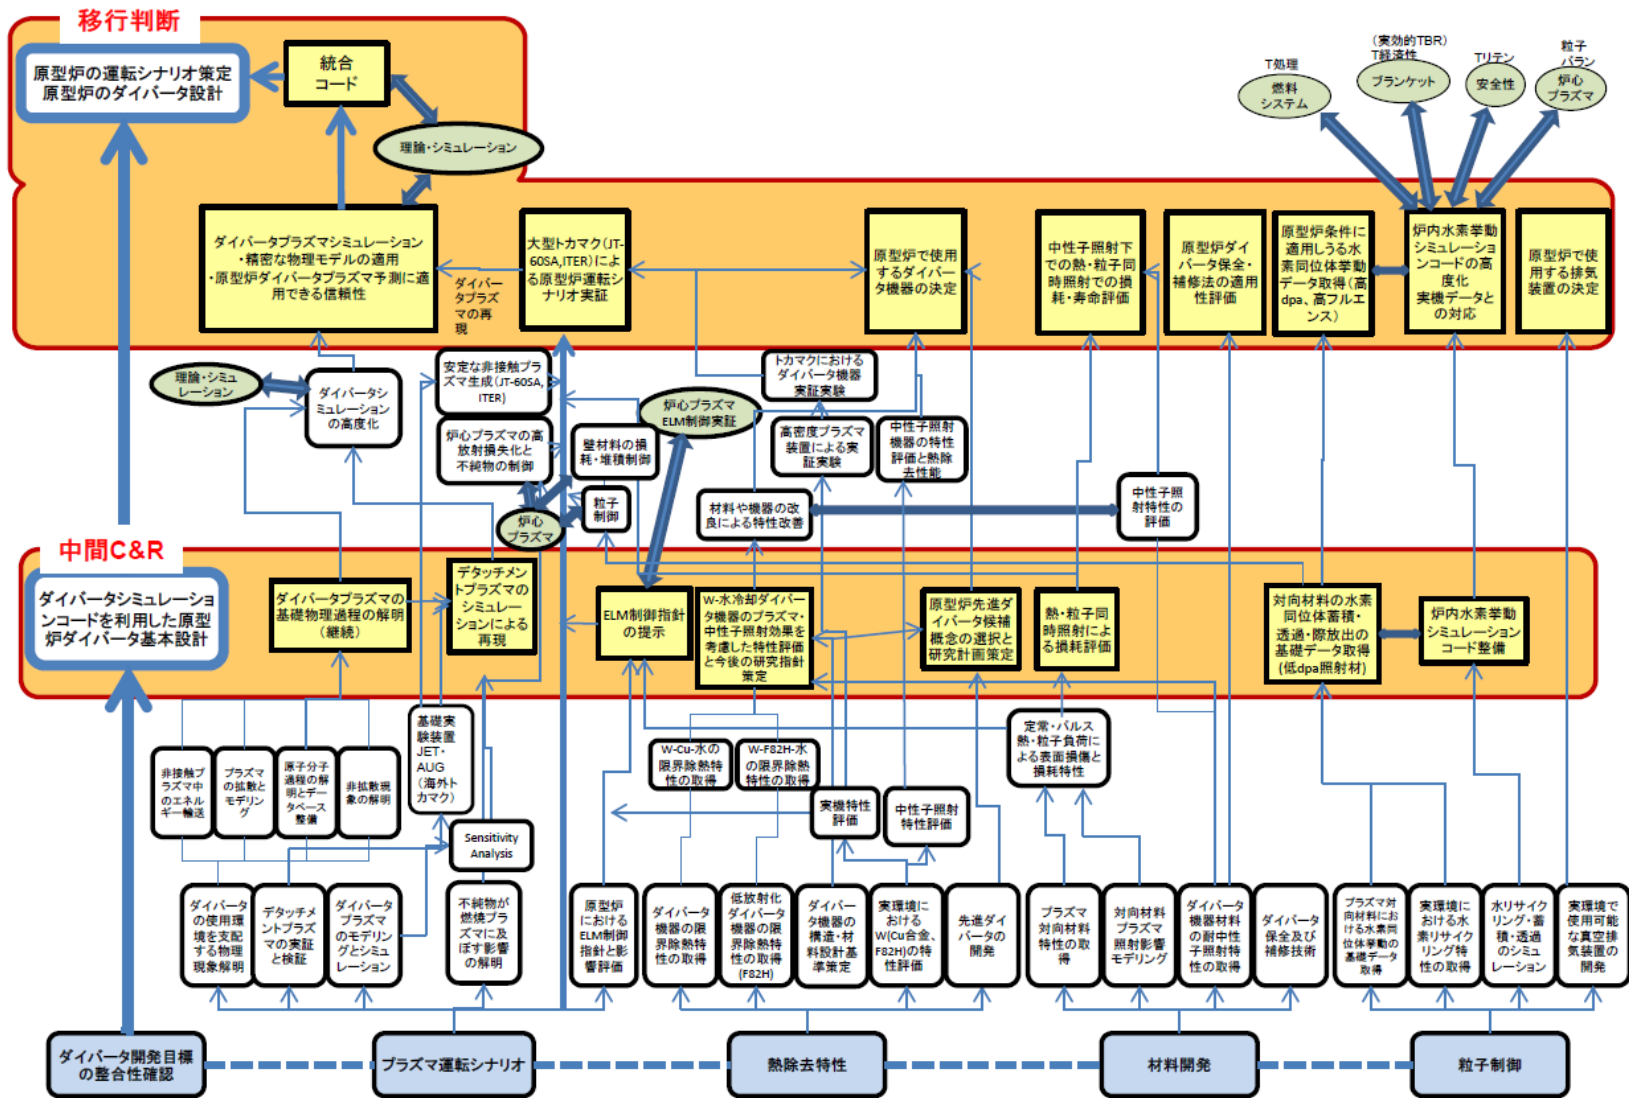 移行判断
原型炉の運転シナリオ策定
原型炉のダイバータ設計
統合
コード
理論・シミュレーション
T処理
燃料
システム
(実効的TBR)
T経済性
ブランケット
Tリテン
安全性
粒子
バラン
炉心
プラズマ
ダイバータプラズマシミュレーション
・精密な物理モデルの適用
・原型炉ダイバータプラズマ予測に適
用できる信頼性
ダイバー
タプラズ
マの再
現
大型トカマク(JT-
60SA,ITER)によ
る原型炉運転シ
ナリオ実証
原型炉で使用
するダイバー
タ機器の決定
中性子照射下
での熱・粒子同
時照射での損
耗・寿命評価
原型炉ダイ
バータ保全・
補修法の適用
性評価
原型炉条件に
適用しうる水
素同位体挙動
データ取得(高
dpa、高フルエ
ンス)
炉内水素挙動
シミュレーショ
ンコードの高
度化
実機データと
の対応
原型炉で使
用する排気
装置の決定
理論・シミュ
レーション
ダイバータシ
ミュレーション
の高度化
安定な非接触プラ
ズマ生成(JT-60SA,
ITER)
炉心プラズマの高
放射損失化と
不純物の制御
壁材料の損
耗・堆積制御
粒子
制御
炉心
プラズマ
炉心プラズマ
ELM制御実証
トカマクにおける
ダイバータ機器
実証実験
高密度プラズマ
装置による実
証実験
中性子照射
機器の特性
評価と熱除
去性能
材料や機器の改
良による特性改善
中性子照
射特性の
評価
中間C&R
ダイバータシミュレーショ
ンコードを利用した原型
炉ダイバータ基本設計
ダイバータプラズマの
基礎物理過程の解明
(継続)
デタッチメン
トプラズマの
シミュレー
ションによる
再現
ELM制御指針
の提示
W-水冷却ダイバー
タ機器のプラズマ・
中性子照射効果を
考慮した特性評価
と今後の研究指針
策定
原型炉先進ダ
イバータ候補
概念の選択と
研究計画策定
熱・粒子同
時照射によ
る損耗評価
対向材料の水素
同位体蓄積・
透過・際放出の
基礎データ取得
(低dpa照射材)
炉内水素挙動
シミュレーション
コード整備
非接触プ
ラズマ中
のエネル
ギー輸送
プラズマ
の拡散と
モデリン
グ
原子分子
過程の解
明とデー
タベース
整備
非拡散現
象の解明
基礎実
験装置
JET・
AUG
(海外ト
カマク)
Sensitivity
Analysis
W-Cu-水の
限界除熱特
性の取得
W-F82H-水
の限界除熱
特性の取得
実機特性
評価
中性子照射
特性評価
定常・パルス
熱・粒子負荷に
よる表面損傷と
損耗特性
ダイバータ
の使用環
境を支配
する物理
現象解明
デタッチメ
ントプラズ
マの実証
と検証
ダイバータ
プラズマの
モデリング
とシミュレー
ション
不純物が
燃焼プラ
ズマに及
ぼす影響
の解明
原型炉
における
ELM制御
指針と影
響評価
ダイバータ
機器の限
界除熱特
性の取得
低放射化
ダイバータ
機器の限
界除熱特
性の取得
(F82H)
ダイバー
タ機器の
構造・材
料設計基
準策定
実環境に
おける
W(Cu合金、
F82H)の特
性評価
先進ダイ
バータの
開発
プラズマ
対向材料
特性の取
得
対向材料
プラズマ
照射影響
モデリング
ダイバータ
機器材料
の耐中性
子照射特
性の取得
ダイバータ
保全及び
補修技術
プラズマ対
向材料にお
ける水素同
位体挙動の
基礎データ
取得
実環境に
おける水
素リサイク
リング特性
の取得
水リサイク
リング・蓄
積・透過
のシミュレー
ション
実環境で
使用可能
な真空排
気装置の
開発
ダイバータ開発目標
の整合性確認
プラズマ運転シナリオ
熱除去特性
材料開発
粒子制御